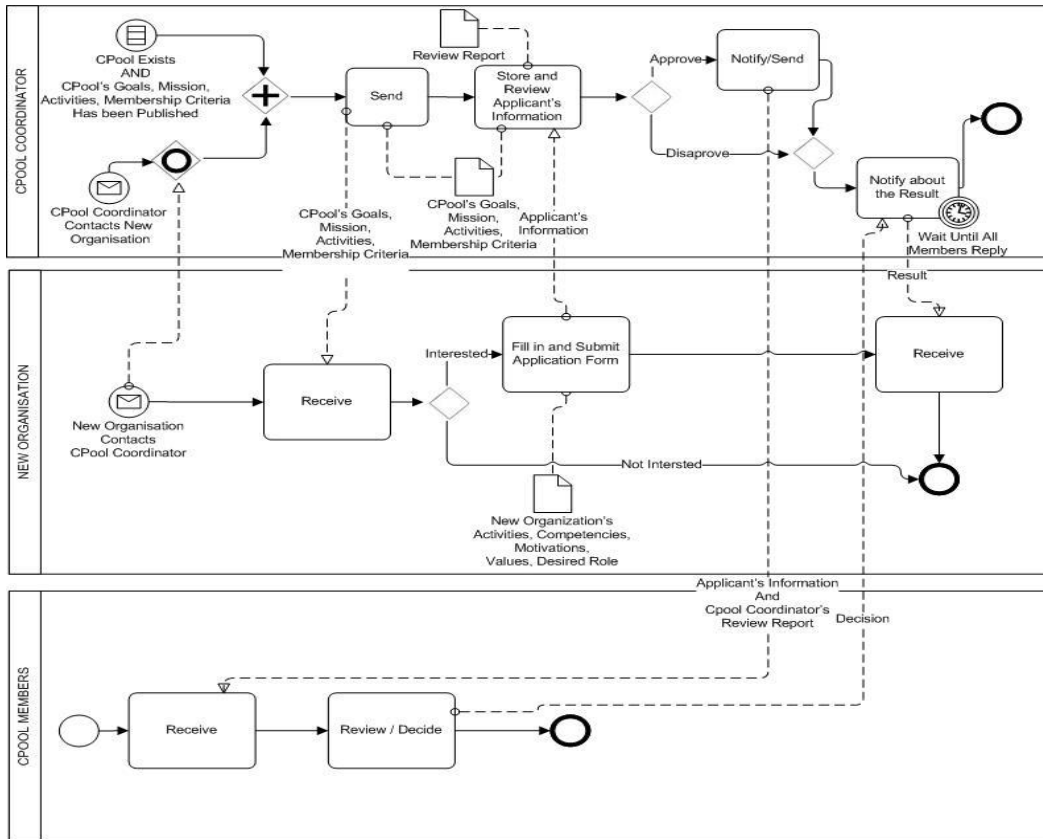 CPOOL COORDINATOR
CPool Exists
AND
CPool's Goals, Mission,
Activities, Membership Criteria
Has been Published
CPool Coordinator
Contacts New
Organisation
Send
Review Report
Store and
Review
Applicant's
Information
CPool's Goals,
Mission,
Activities,
Membership Criteria
CPool's Goals,
Mission,
Activities,
Membership Criteria
Applicant's
Information
Approve
Disaprove
Notify/Send
Notify about
the Result
Wait Until All
Members Reply
Result
NEW ORGANISATION
New Organisation
Contacts
CPool Coordinator
Receive
Interested
Fill in and Submit
Application Form
Not Intersted
New Organization's
Activities, Competencies,
Motivations,
Values, Desired Role
Receive
Applicant's Information
And
Cpool Coordinator's
Review Report
Decision
CPOOL MEMBERS
Receive
Review / Decide